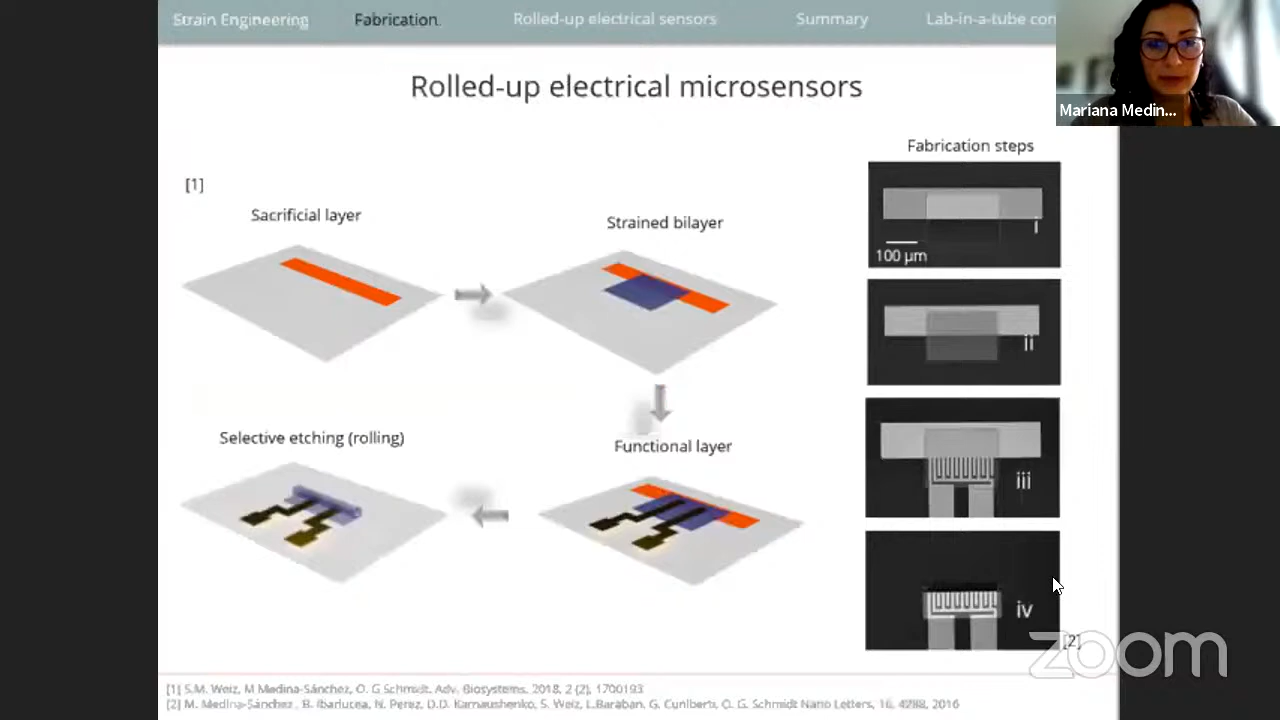 Strain Engineering
Fabrication
Rolled-up electrical sensors
Summary
Lab-in-a-tube con
Mariana Medin...
Rolled-up electrical microsensors
Fabrication steps
[1]
Sacrificial layer
Strained bilayer
i
100 µm
ii
Selective etching (rolling)
Functional layer
iii
iv
[2]
zoom
[1] S.M. Weiz, M Medina-Sánchez, O. G Schmidt. Adv. Biosystems. 2018, 2 (2), 1700193
[2] M. Medina-Sánchez, B. Ibarlucea, N. Perez, D.D. Karnaushenko, S. Weiz, L.Baraban, G. Cuniberti, O. G. Schmidt Nano Letters, 16, 4288, 2016